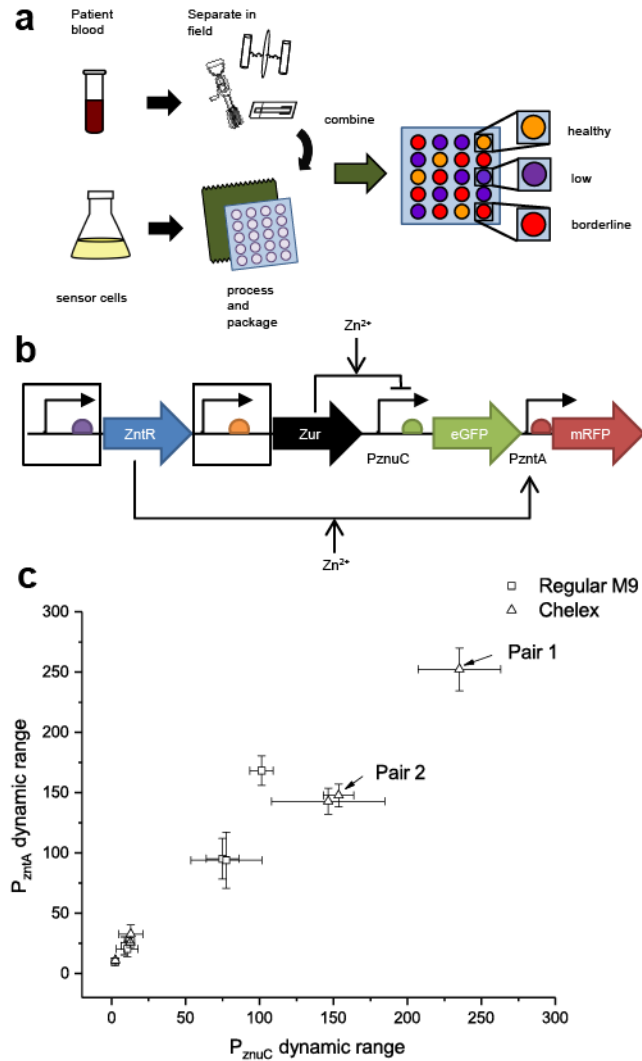 a
Patient
blood
Separate in
field
combine
healthy
low
borderline
sensor cells
process
and
package
b
Zn²⁺
ZntR
Zur
PznuC
eGFP
PzntA
mRFP
Zn²⁺
c
Regular M9
Chelex
Pair 1
Pair 2
300
250
200
150
100
50
0
P_zntA dynamic range
0 50 100 150 200 250 300
P_znuC dynamic range